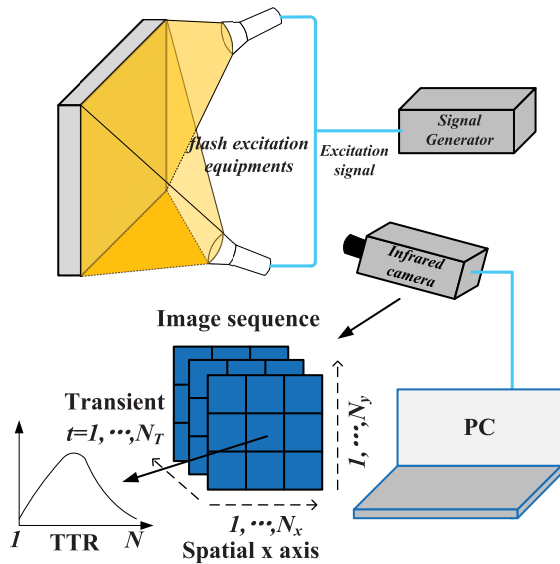 flash excitation
equipments
Excitation
signal
Signal
Generator
Infrared
camera
Image sequence
Transient
t=1,⋯,N_T
1,⋯,N_y
PC
1,⋯,N_x
1 TTR N
Spatial x axis